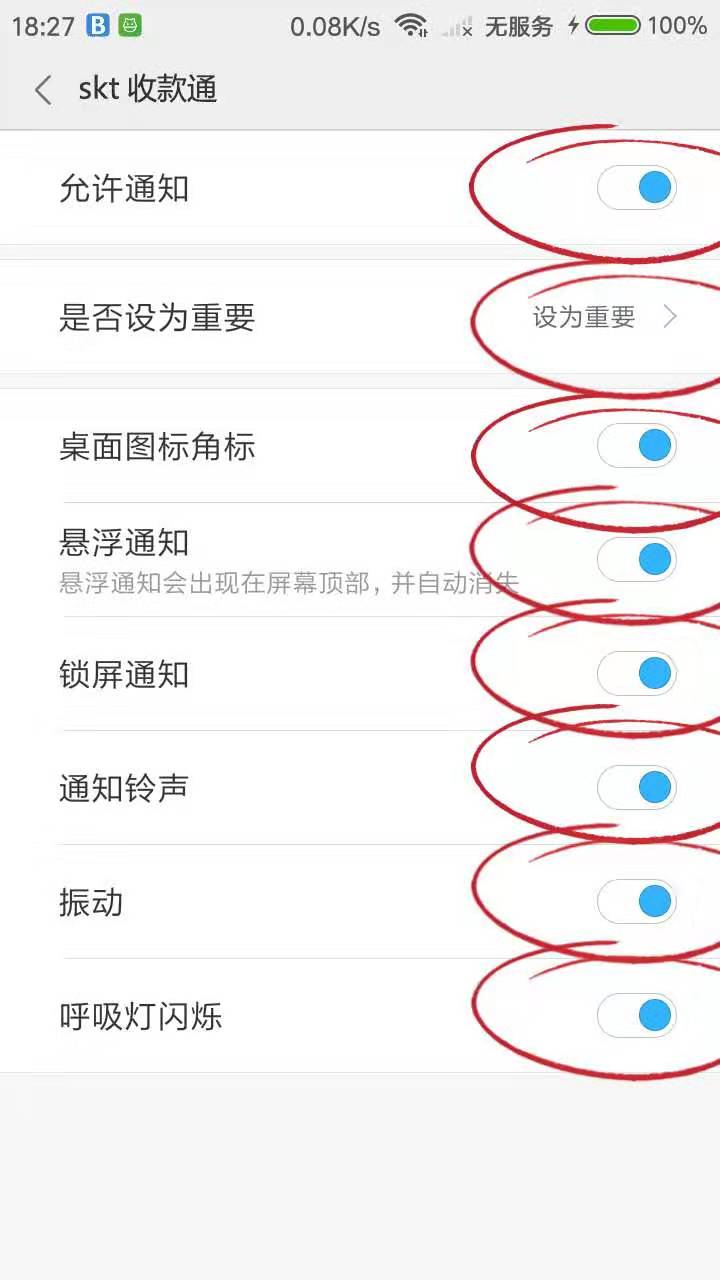 18:27 B 0.08K/s 无服务 100%
skt 收款通
允许通知
是否设为重要 设为重要
桌面图标角标
悬浮通知
悬浮通知会出现在屏幕顶部，并自动消失
锁屏通知
通知铃声
振动
呼吸灯闪烁